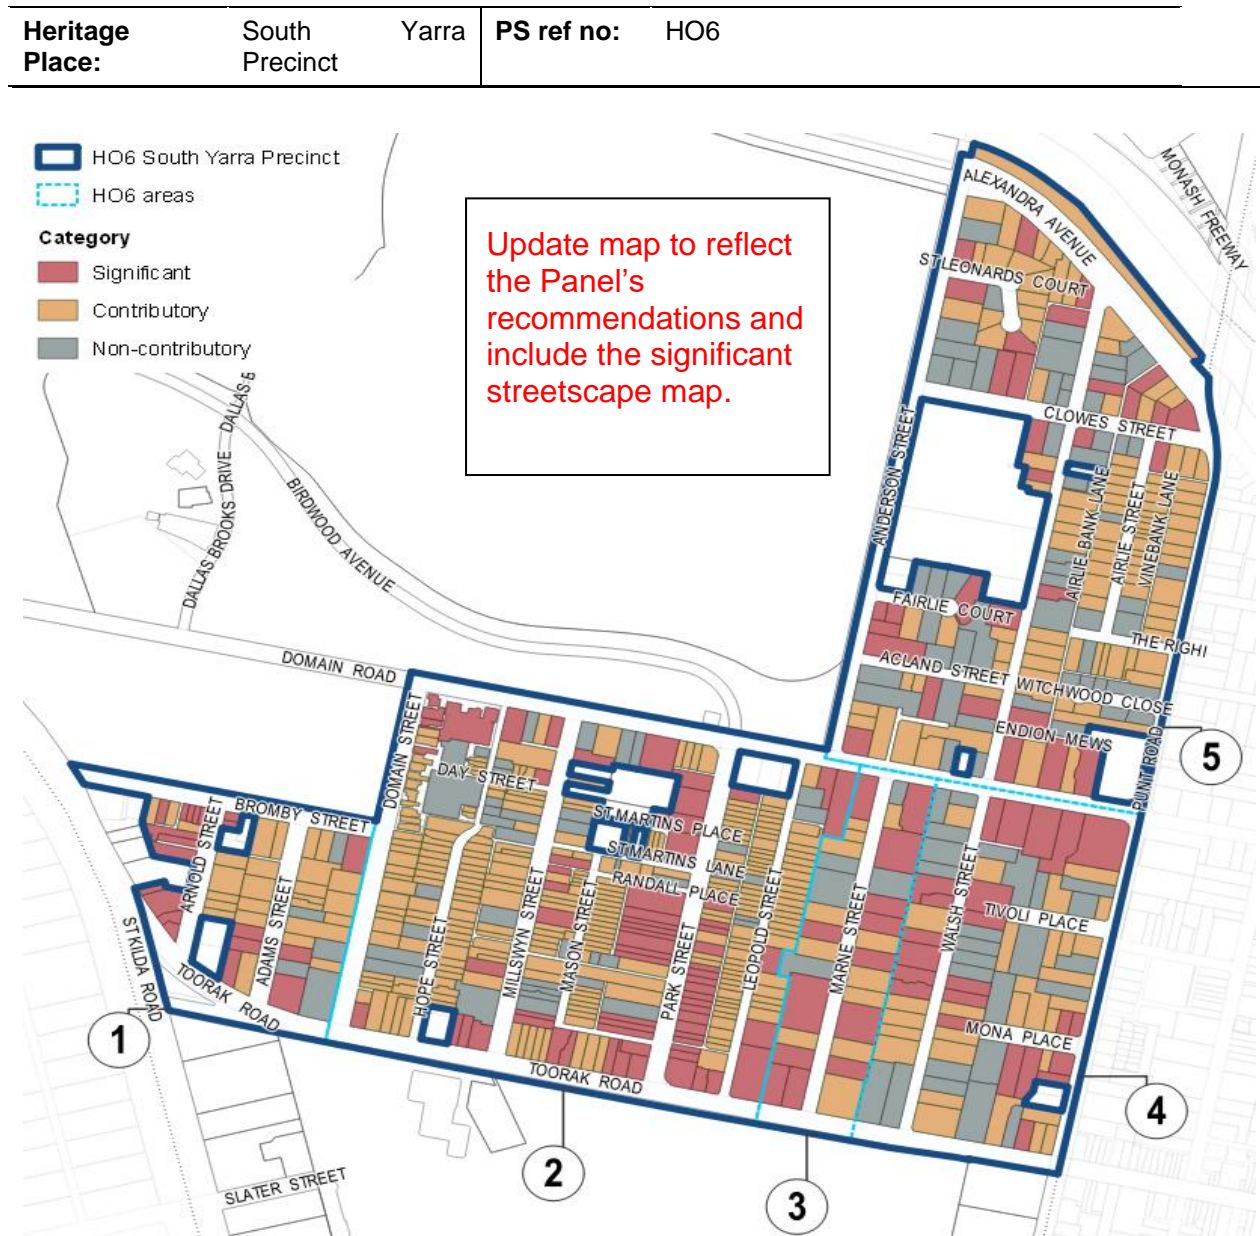 Heritage Place:
South Yarra Precinct
PS ref no:
HO6
HO6 South Yarra Precinct
HO6 areas
Category
Significant
Contributory
Non-contributory
Update map to reflect
the Panel's
recommendations and
include the significant
streetscape map.
MONASH FREEWAY
ALEXANDRA AVENUE
ST LEONARDS COURT
CLOWES STREET
ANDERSON STREET
AIRLIE BANK LANE
AIRLIE STREET
VINEBANK LANE
FAIRLIE COURT
THE RIGHI
ACLAND STREET
WITCHWOOD CLOSE
ENDION MEWS
PUNT ROAD
5
DALLAS B
DALLAS BROOKS DRIVE
BIRDWOOD AVENUE
DOMAIN ROAD
DOMAIN STREET
DAY STREET
BROMBY STREET
ARNOLD STREET
ADAMS STREET
ST KILDA ROAD
TOORAK ROAD
1
HOPE STREET
MILLSWYN STREET
MASON STREET
ST MARTINS PLACE
ST MARTINS LANE
RANDALL PLACE
PARK STREET
LEOPOLD STREET
MARNE STREET
WALSH STREET
TIVOLI PLACE
MONA PLACE
TOORAK ROAD
4
2
3
SLATER STREET